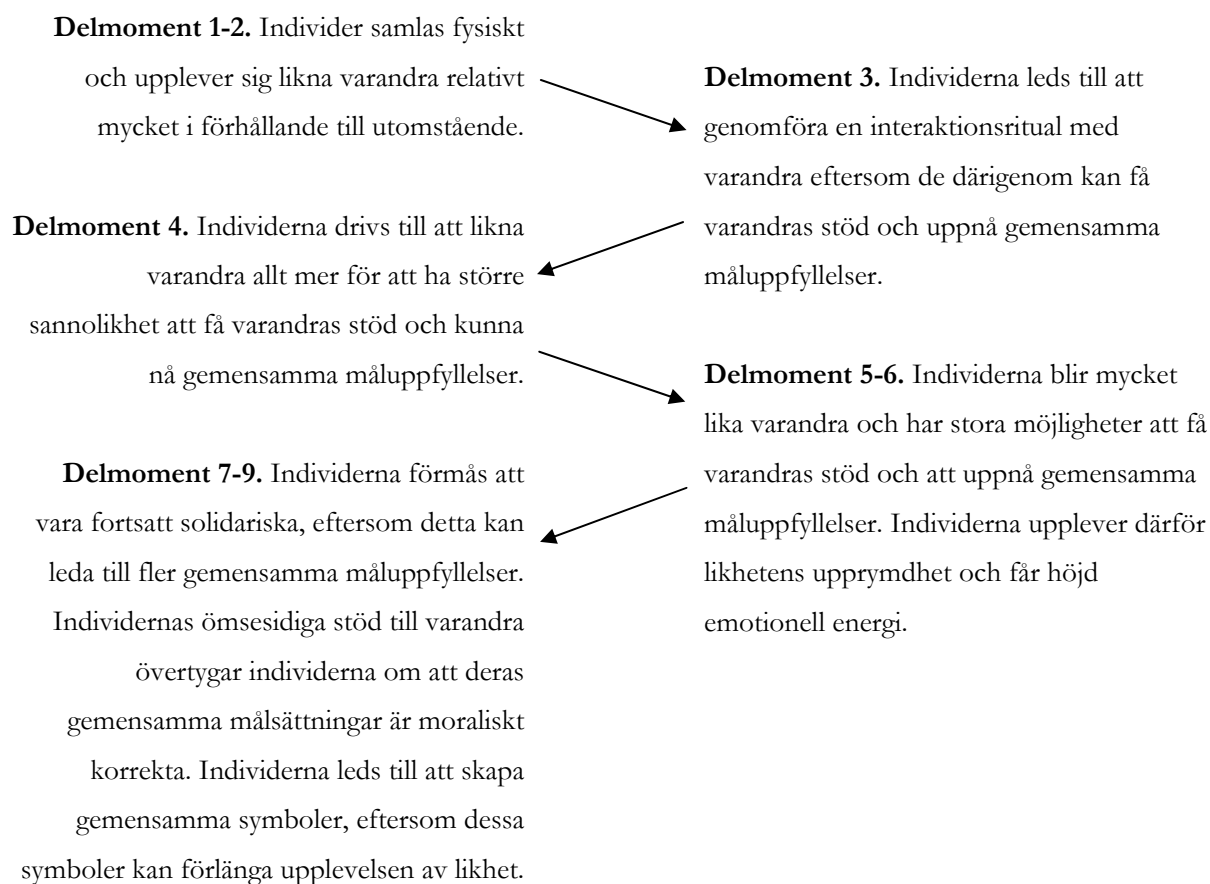 Delmoment 1-2. Individer samlas fysiskt
och upplever sig likna varandra relativt
mycket i förhållande till utomstående.
Delmoment 3. Individerna leds till att
genomföra en interaktionsritual med
varandra eftersom de därigenom kan få
varandras stöd och uppnå gemensamma
måluppfyllelser.
Delmoment 4. Individerna drivs till att likna
varandra allt mer för att ha större
sannolikhet att få varandras stöd och kunna
nå gemensamma måluppfyllelser.
Delmoment 5-6. Individerna blir mycket
lika varandra och har stora möjligheter att få
varandras stöd och att uppnå gemensamma
måluppfyllelser. Individerna upplever därför
likhetens upprymdhet och får höjd
emotionell energi.
Delmoment 7-9. Individerna förmås att
vara fortsatt solidariska, eftersom detta kan
leda till fler gemensamma måluppfyllelser.
Individernas ömsesidiga stöd till varandra
övertygar individerna om att deras
gemensamma målsättningar är moraliskt
korrekta. Individerna leds till att skapa
gemensamma symboler, eftersom dessa
symboler kan förlänga upplevelsen av likhet.